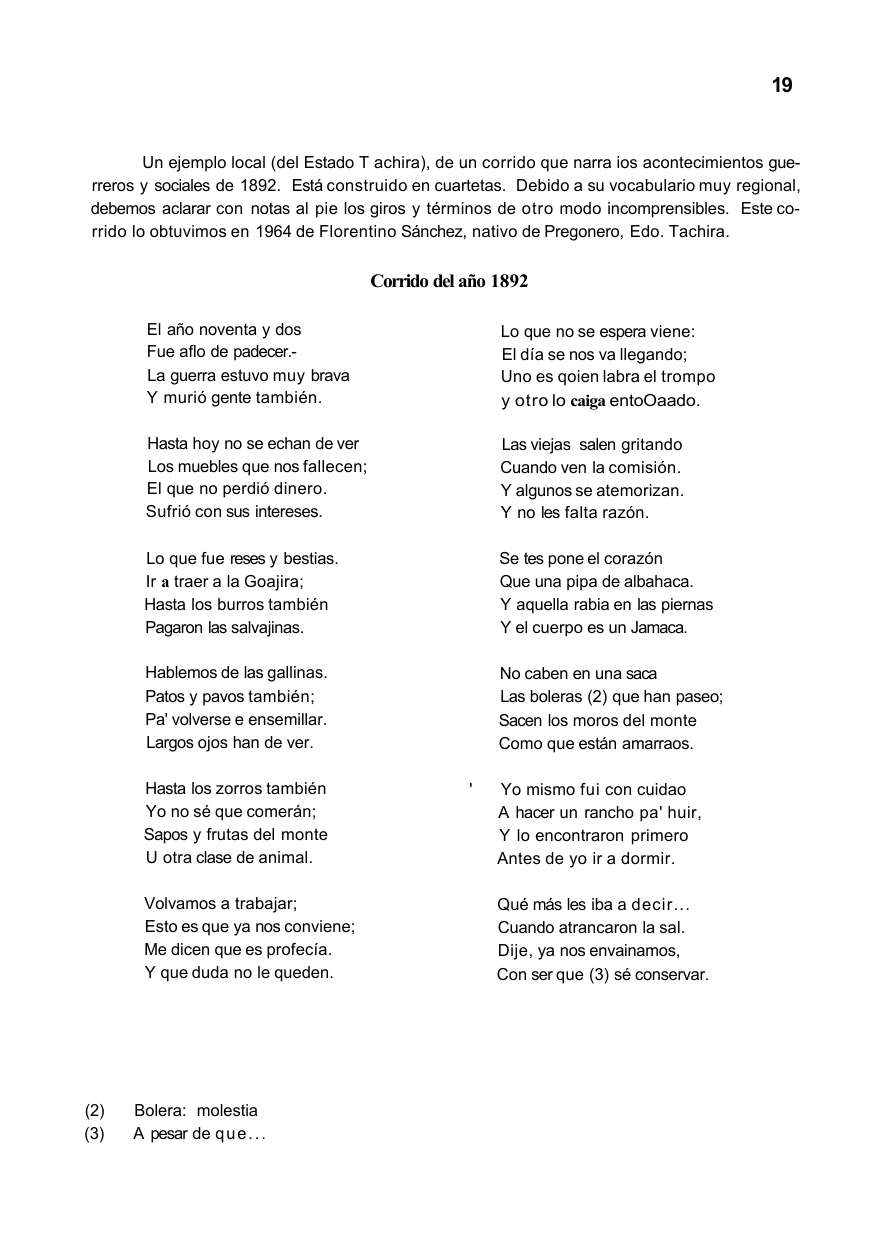 19
Un ejemplo local (del Estado T achira), de un corrido que narra ios acontecimientos gue-
rreros y sociales de 1892. Está construido en cuartetas. Debido a su vocabulario muy regional,
debemos aclarar con notas al pie los giros y términos de otro modo incomprensibles. Este co-
rrido lo obtuvimos en 1964 de Florentino Sánchez, nativo de Pregonero, Edo. Tachira.
Corrido del año 1892
El año noventa y dos
Fue aflo de padecer.-
La guerra estuvo muy brava
Y murió gente también.
Hasta hoy no se echan de ver
Los muebles que nos fallecen;
El que no perdió dinero.
Sufrió con sus intereses.
Lo que fue reses y bestias.
Ir a traer a la Goajira;
Hasta los burros también
Pagaron las salvajinas.
Hablemos de las gallinas.
Patos y pavos también;
Pa' volverse e ensemillar.
Largos ojos han de ver.
Hasta los zorros también
Yo no sé que comerán;
Sapos y frutas del monte
U otra clase de animal.
Volvamos a trabajar;
Esto es que ya nos conviene;
Me dicen que es profecía.
Y que duda no le queden.
Lo que no se espera viene:
El día se nos va llegando;
Uno es qoien labra el trompo
y otro lo caiga entoOaado.
Las viejas salen gritando
Cuando ven la comisión.
Y algunos se atemorizan.
Y no les falta razón.
Se tes pone el corazón
Que una pipa de albahaca.
Y aquella rabia en las piernas
Y el cuerpo es un Jamaca.
No caben en una saca
Las boleras (2) que han paseo;
Sacen los moros del monte
Como que están amarraos.
' Yo mismo fui con cuidao
A hacer un rancho pa' huir,
Y lo encontraron primero
Antes de yo ir a dormir.
Qué más les iba a decir...
Cuando atrancaron la sal.
Dije, ya nos envainamos,
Con ser que (3) sé conservar.
(2) Bolera: molestia
(3) A pesar de que...